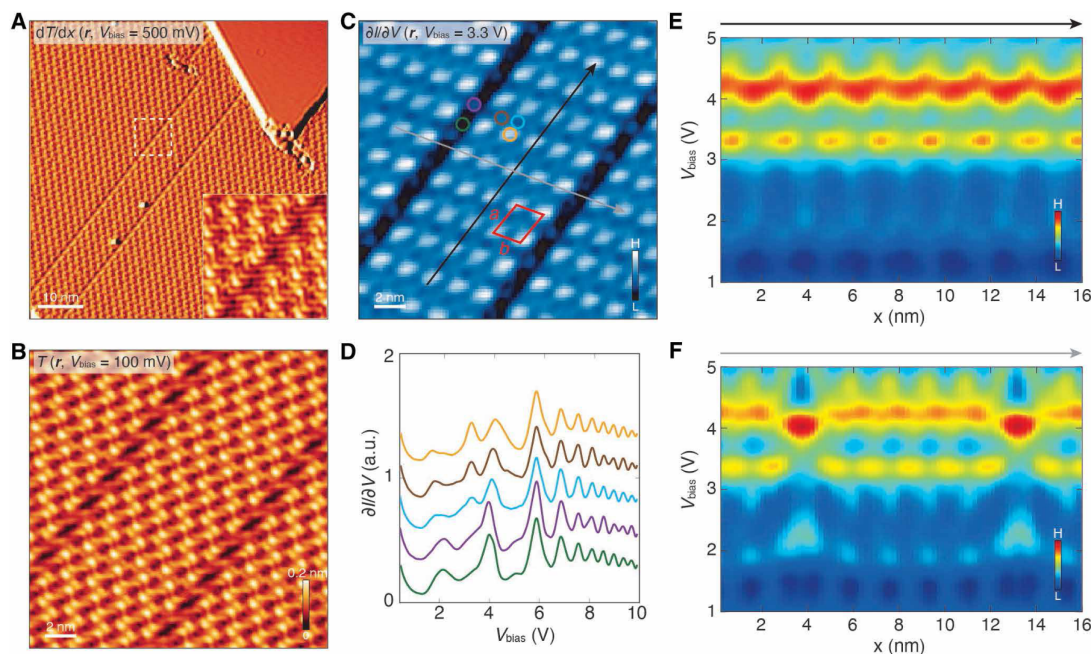 A
dT/dx (r, Vbias = 500 mV)
10 nm
B
T (r, Vbias = 100 mV)
0.2 nm
0
2 nm
C
∂I/∂V (r, Vbias = 3.3 V)
a
b
H
L
2 nm
D
2
1
0
∂I/∂V (a.u.)
2 4 6 8 10
Vbias (V)
E
5
4
3
2
1
Vbias (V)
H
L
2 4 6 8 10 12 14 16
x (nm)
F
5
4
3
2
1
Vbias (V)
H
L
2 4 6 8 10 12 14 16
x (nm)